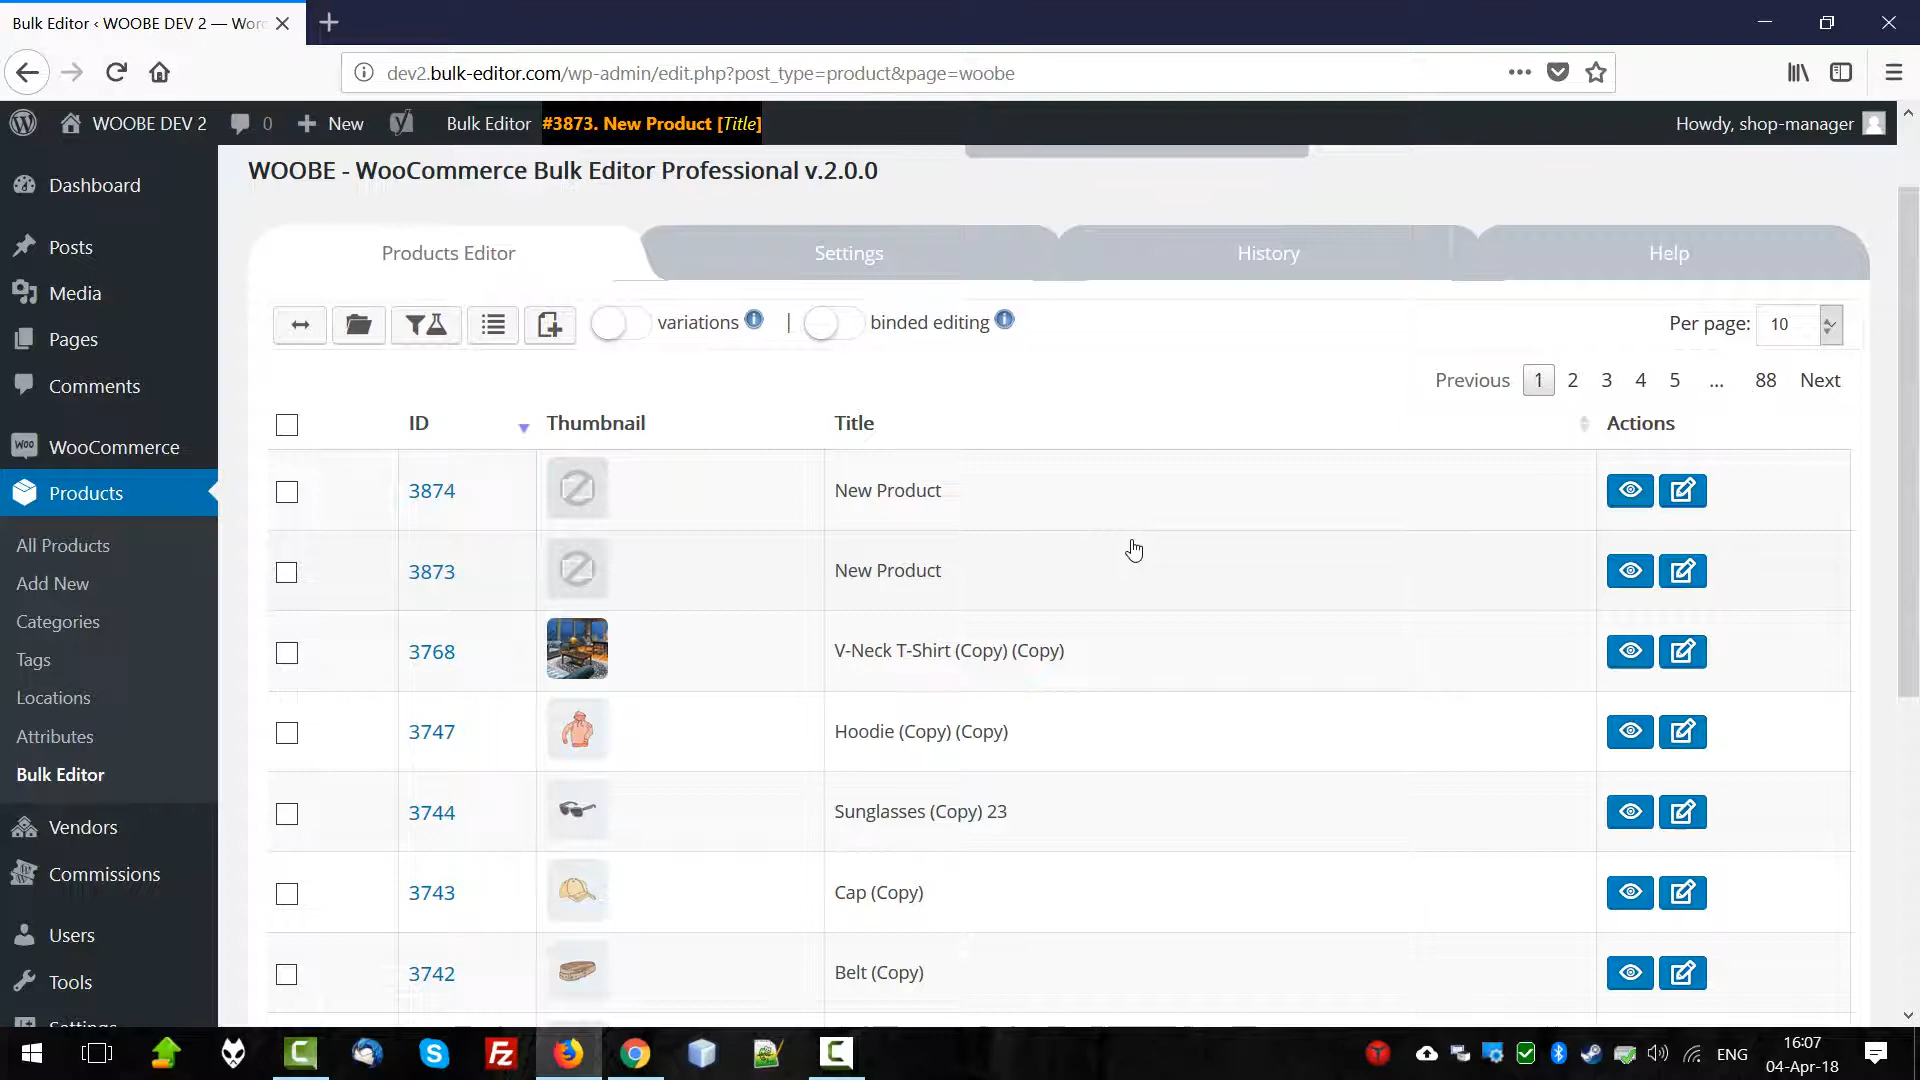 Bulk Editor ‹ WOOBE DEV 2 — Wor
dev2.bulk-editor.com/wp-admin/edit.php?post_type=product&page=woobe
WOOBE DEV 2
0
New
Bulk Editor
#3873. New Product [Title]
Howdy, shop-manager
Dashboard
Posts
Media
Pages
Comments
Woo
WooCommerce
Products
All Products
Add New
Categories
Tags
Locations
Attributes
Bulk Editor
Vendors
Commissions
Users
Tools
Settings
WOOBE - WooCommerce Bulk Editor Professional v.2.0.0
Products Editor
Settings
History
Help
variations
|
binded editing
Per page: 10
Previous 1 2 3 4 5 ... 88 Next
ID Thumbnail Title Actions
3874 New Product
3873 New Product
3768 V-Neck T-Shirt (Copy) (Copy)
3747 Hoodie (Copy) (Copy)
3744 Sunglasses (Copy) 23
3743 Cap (Copy)
3742 Belt (Copy)
ENG
16:07
04-Apr-18